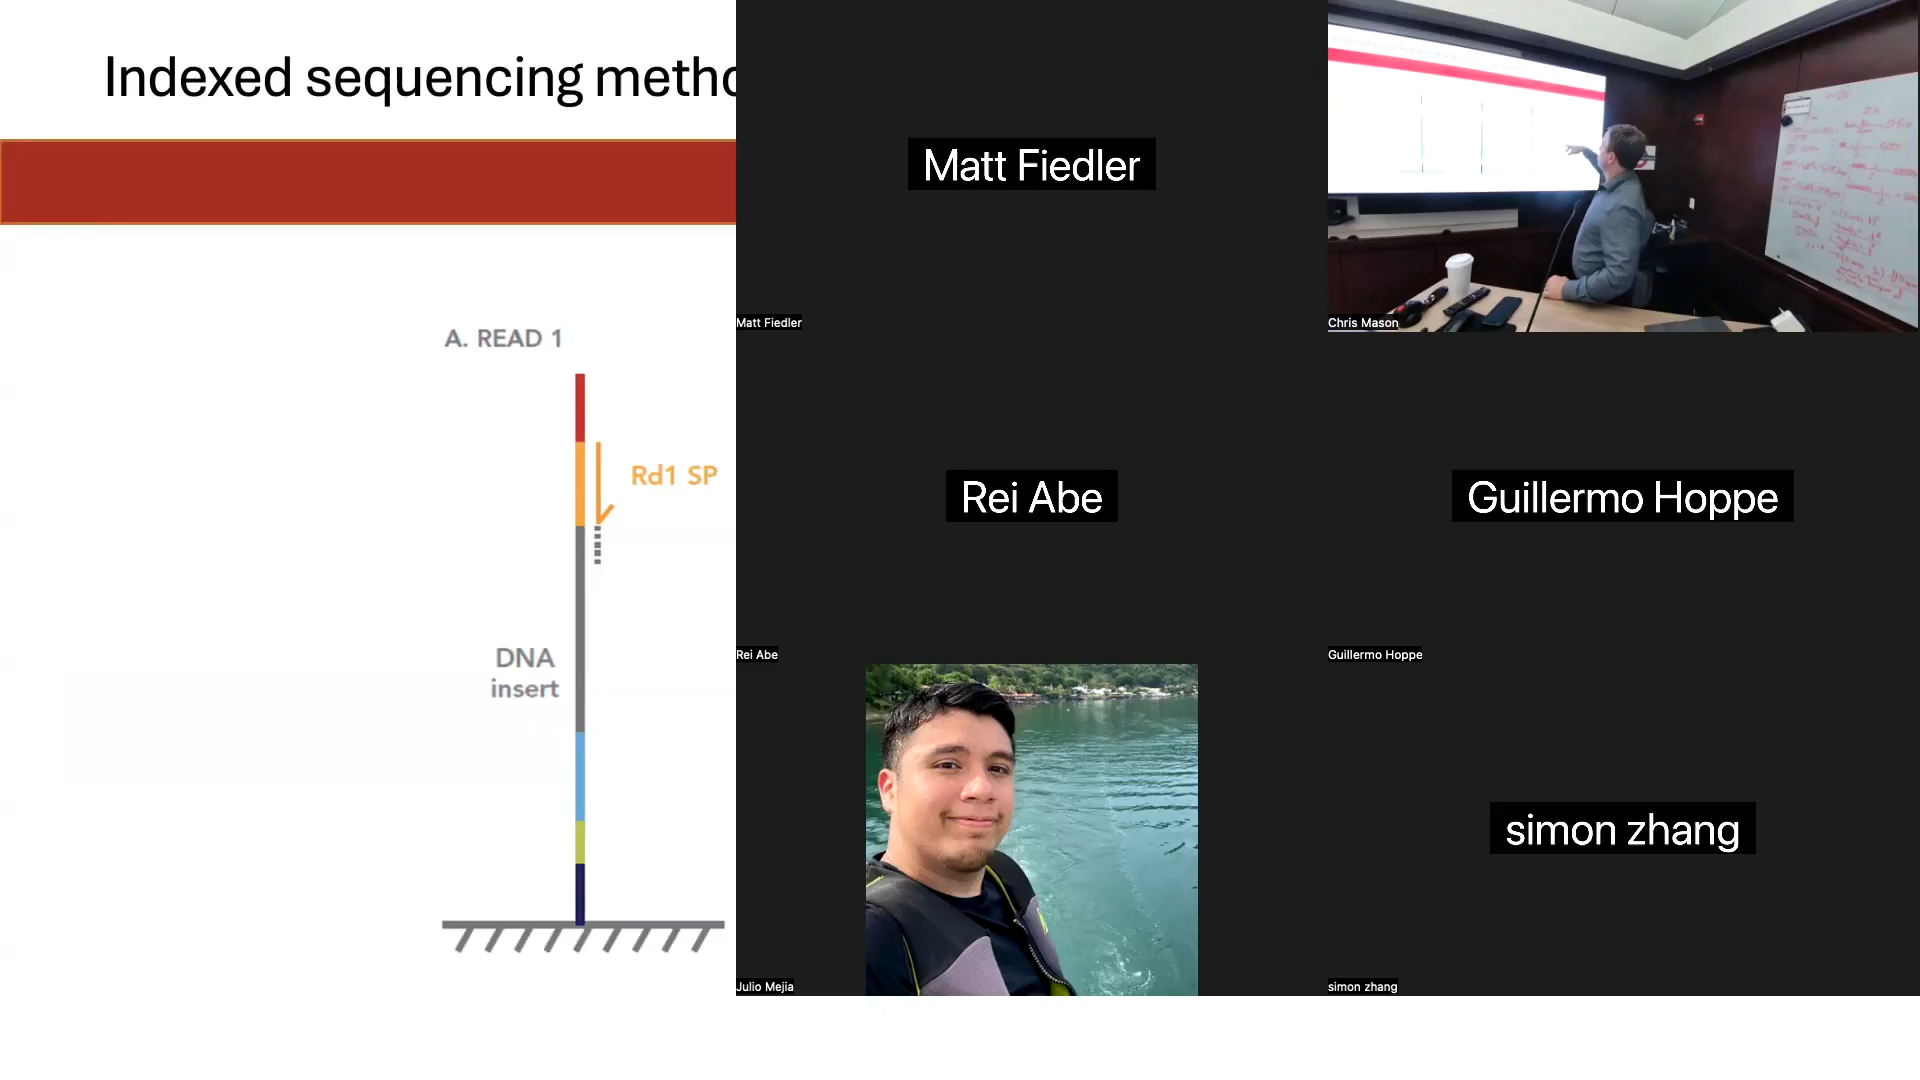 Indexed sequencing metho
A. READ 1
Rd1 SP
DNA
insert
Matt Fiedler
Matt Fiedler
Chris Mason
Rei Abe
Rei Abe
Guillermo Hoppe
Guillermo Hoppe
Julio Mejia
simon zhang
simon zhang